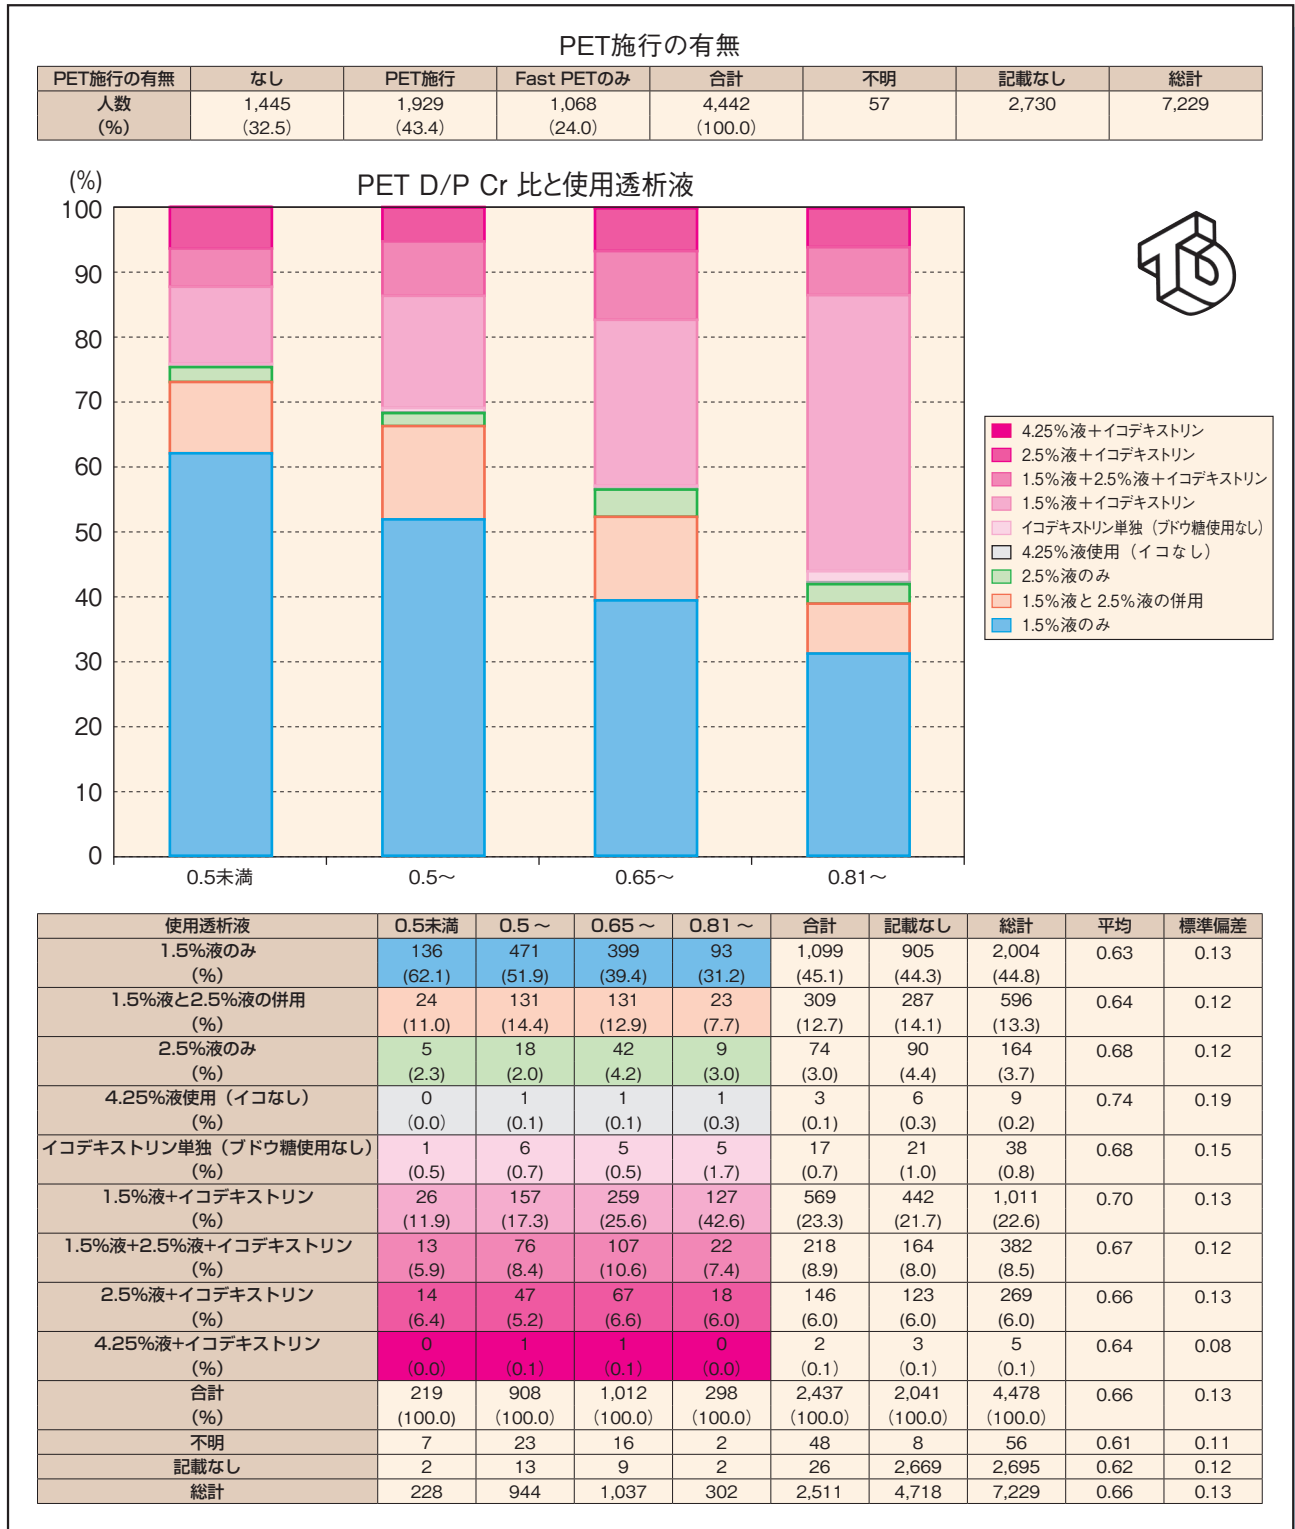 PET施行の有無
PET施行の有無 なし PET施行 Fast PETのみ 合計 不明 記載なし 総計
人数 1,445 1,929 1,068 4,442 57 2,730 7,229
(%) (32.5) (43.4) (24.0) (100.0)
(%)
PET D/P Cr 比と使用透析液
100
90
80
70
60
50
40
30
20
10
0
0.5未満 0.5〜 0.65〜 0.81〜
4.25%液+イコデキストリン
2.5%液+イコデキストリン
1.5%液+2.5%液+イコデキストリン
1.5%液+イコデキストリン
イコデキストリン単独（ブドウ糖使用なし）
4.25%液使用（イコなし）
2.5%液のみ
1.5%液と2.5%液の併用
1.5%液のみ
使用透析液 0.5未満 0.5〜 0.65〜 0.81〜 合計 記載なし 総計 平均 標準偏差
1.5%液のみ 136 471 399 93 1,099 905 2,004 0.63 0.13
(%) (62.1) (51.9) (39.4) (31.2) (45.1) (44.3) (44.8)
1.5%液と2.5%液の併用 24 131 131 23 309 287 596 0.64 0.12
(%) (11.0) (14.4) (12.9) (7.7) (12.7) (14.1) (13.3)
2.5%液のみ 5 18 42 9 74 90 164 0.68 0.12
(%) (2.3) (2.0) (4.2) (3.0) (3.0) (4.4) (3.7)
4.25%液使用（イコなし） 0 1 1 1 3 6 9 0.74 0.19
(%) (0.0) (0.1) (0.1) (0.3) (0.1) (0.3) (0.2)
イコデキストリン単独（ブドウ糖使用なし） 1 6 5 5 17 21 38 0.68 0.15
(%) (0.5) (0.7) (0.5) (1.7) (0.7) (1.0) (0.8)
1.5%液+イコデキストリン 26 157 259 127 569 442 1,011 0.70 0.13
(%) (11.9) (17.3) (25.6) (42.6) (23.3) (21.7) (22.6)
1.5%液+2.5%液+イコデキストリン 13 76 107 22 218 164 382 0.67 0.12
(%) (5.9) (8.4) (10.6) (7.4) (8.9) (8.0) (8.5)
2.5%液+イコデキストリン 14 47 67 18 146 123 269 0.66 0.13
(%) (6.4) (5.2) (6.6) (6.0) (6.0) (6.0) (6.0)
4.25%液+イコデキストリン 0 1 1 0 2 3 5 0.64 0.08
(%) (0.0) (0.1) (0.1) (0.0) (0.1) (0.1) (0.1)
合計 219 908 1,012 298 2,437 2,041 4,478 0.66 0.13
(%) (100.0) (100.0) (100.0) (100.0) (100.0) (100.0) (100.0)
不明 7 23 16 2 48 8 56 0.61 0.11
記載なし 2 13 9 2 26 2,669 2,695 0.62 0.12
総計 228 944 1,037 302 2,511 4,718 7,229 0.66 0.13